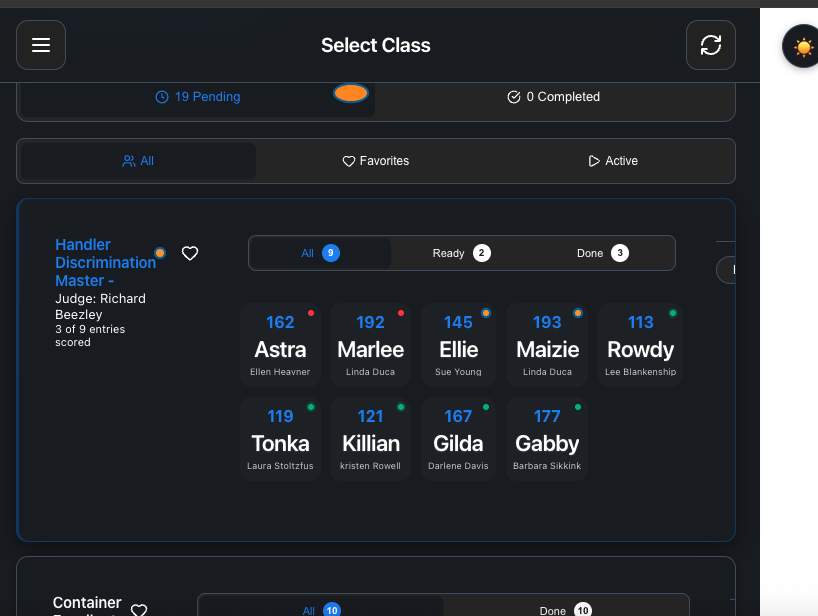 Select Class
19 Pending
0 Completed
All
Favorites
Active
Handler
Discrimination
Master -
Judge: Richard
Beezley
3 of 9 entries
scored
All 9
Ready 2
Done 3
162
Astra
Ellen Heavner
192
Marlee
Linda Duca
145
Ellie
Sue Young
193
Maizie
Linda Duca
113
Rowdy
Lee Blankenship
119
Tonka
Laura Stoltzfus
121
Killian
kristen Rowell
167
Gilda
Darlene Davis
177
Gabby
Barbara Sikkink
Container
All 10
Done 10